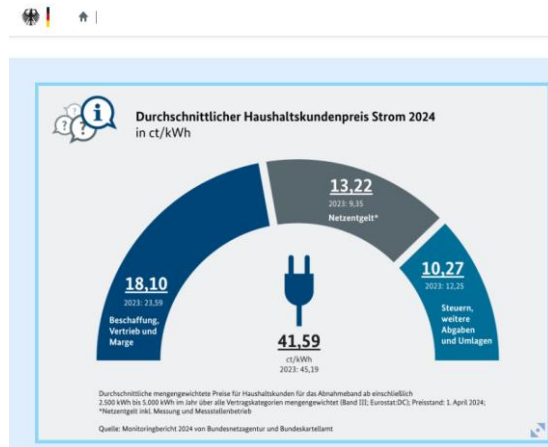 Durchschnittlicher Haushaltskundenpreis Strom 2024
in ct/kWh
13,22
2023: 9,35
Netzentgelt*
18,10
2023: 23,59
Beschaffung,
Vertrieb und
Marge
10,27
2023: 12,25
Steuern,
weitere
Abgaben
und Umlagen
41,59
ct/kWh
2023: 45,19
Durchschnittliche mengengewichtete Preise für Haushaltskunden für das Abnahmeband ab einschließlich
2.500 kWh bis 5.000 kWh im Jahr über alle Vertragskategorien mengengewichtet (Band III; Eurostat:DC); Preisstand: 1. April 2024;
*Netzentgelt inkl. Messung und Messstellenbetrieb
Quelle: Monitoringbericht 2024 von Bundesnetzagentur und Bundeskartellamt